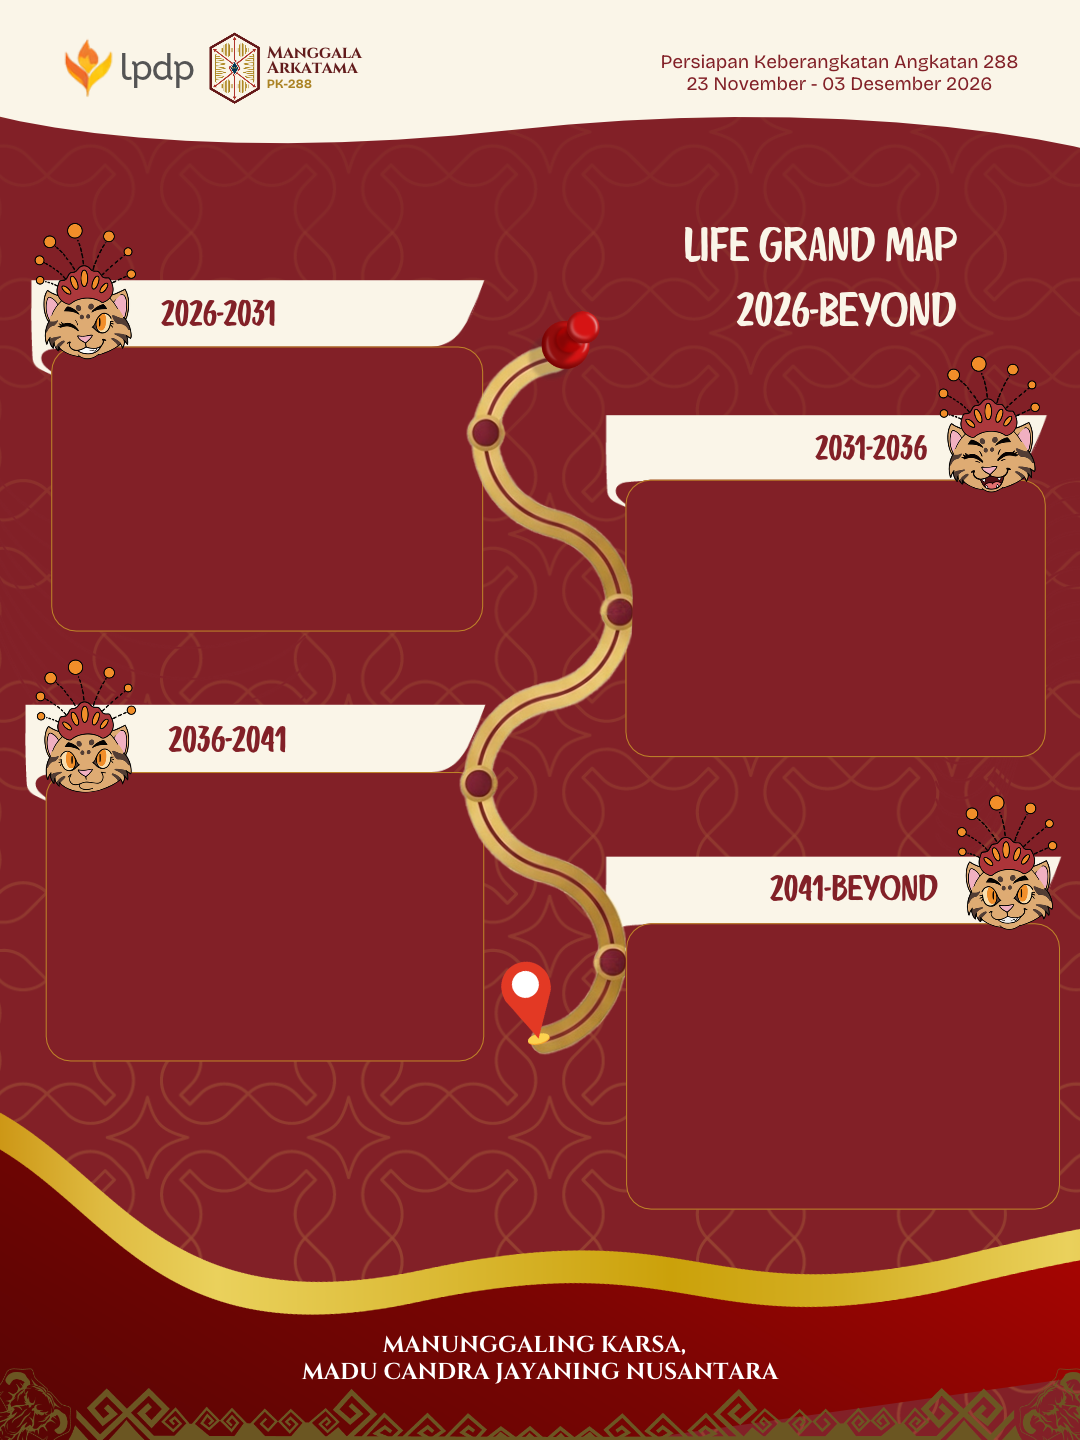 lpdp
MANGGALA
ARKATAMA
PK-288
Persiapan Keberangkatan Angkatan 288
23 November - 03 Desember 2026
LIFE GRAND MAP
2026-BEYOND
2026-2031
2031-2036
2036-2041
2041-BEYOND
MANUNGGALING KARSA,
MADU CANDRA JAYANING NUSANTARA